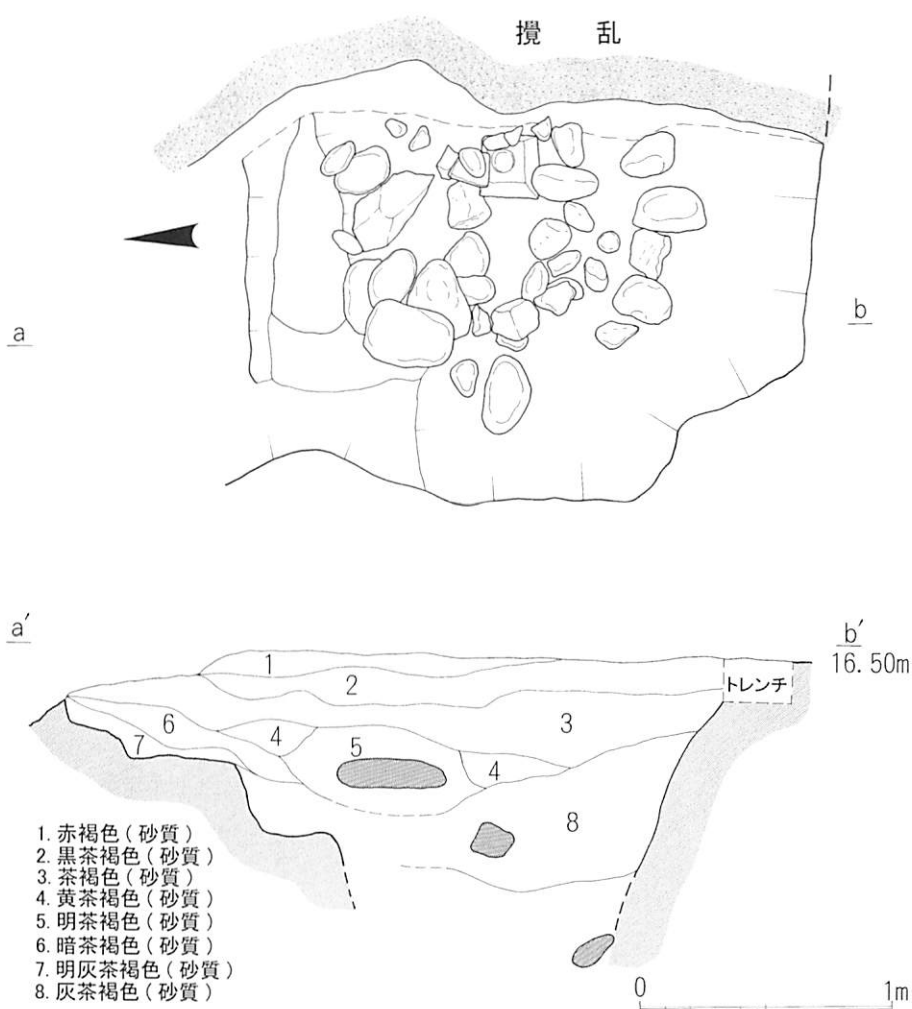 攪 乱
a
b
a′
b′
16.50m
トレンチ
1
2
3
4
5
4
6
7
8
1. 赤褐色 ( 砂質 )
2. 黒茶褐色 ( 砂質 )
3. 茶褐色 ( 砂質 )
4. 黄茶褐色 ( 砂質 )
5. 明茶褐色 ( 砂質 )
6. 暗茶褐色 ( 砂質 )
7. 明灰茶褐色 ( 砂質 )
8. 灰茶褐色 ( 砂質 )
0 1m